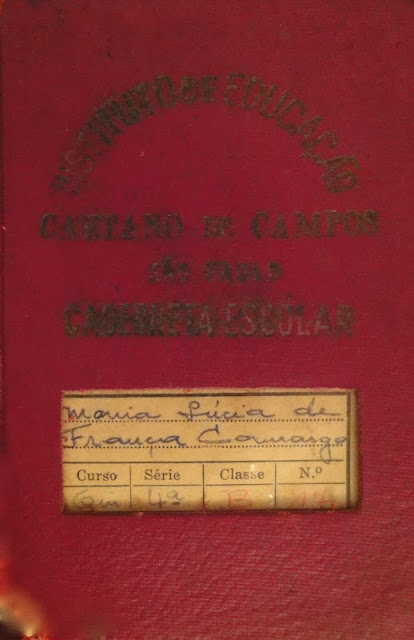 INSTITUTO DE EDUCAÇÃO
CAETANO DE CAMPOS
SÃO PAULO
CADERNETA ESCOLAR
Maria Lúcia de
França Camargo
Curso Série Classe N.º
4ª B